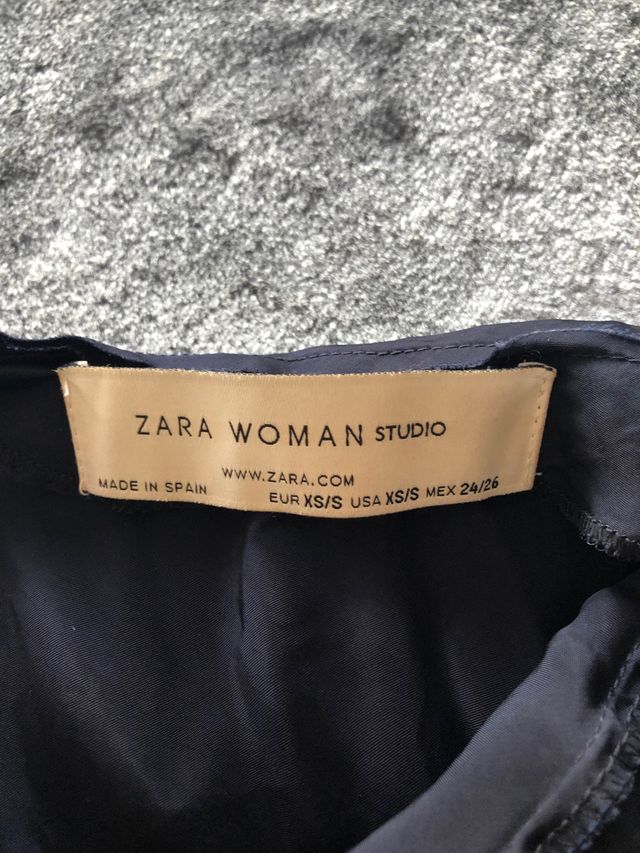 ZARA WOMAN STUDIO
WWW.ZARA.COM
MADE IN SPAIN
EUR XS/S USA XS/S MEX 24/26